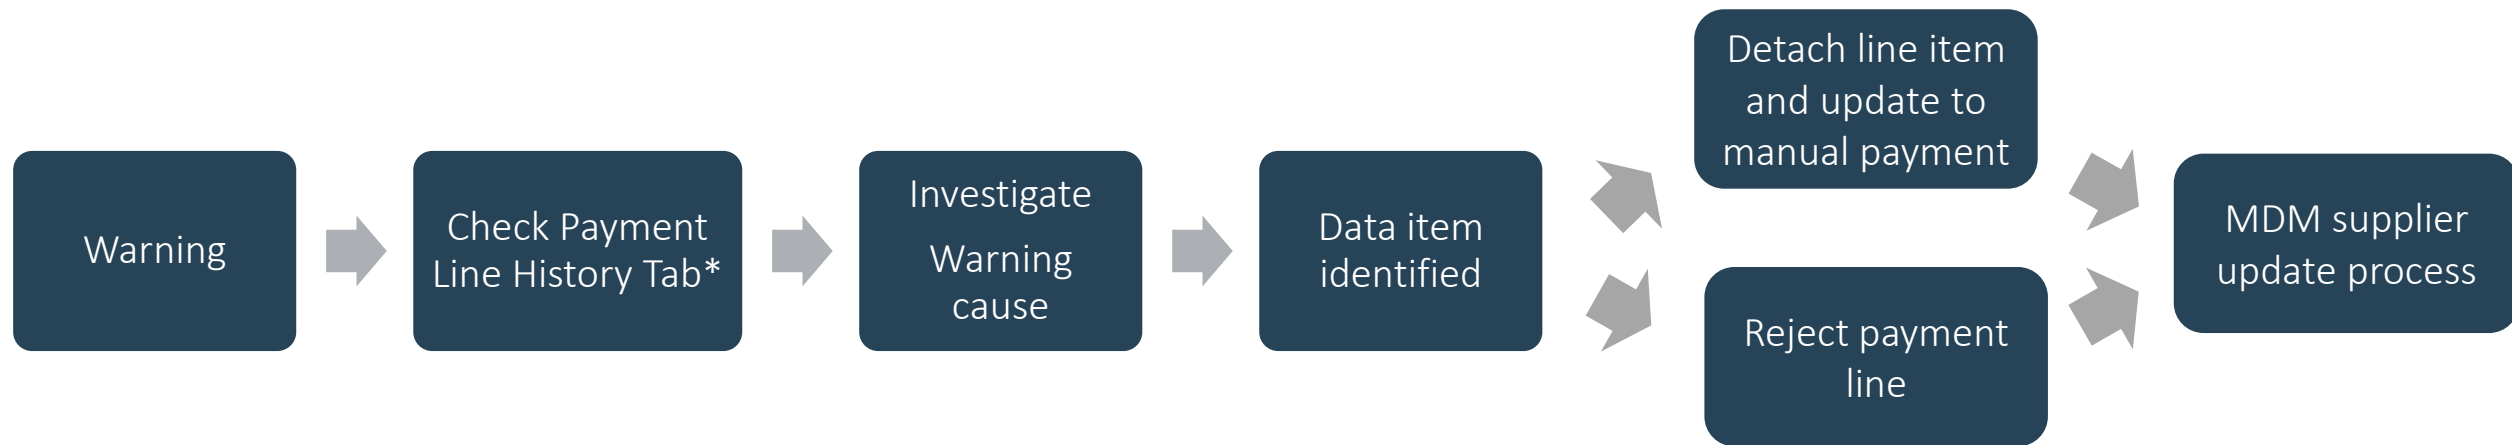 Warning
Check Payment
Line History Tab*
Investigate
Warning
cause
Data item
identified
Detach line item
and update to
manual payment
Reject payment
line
MDM supplier
update process